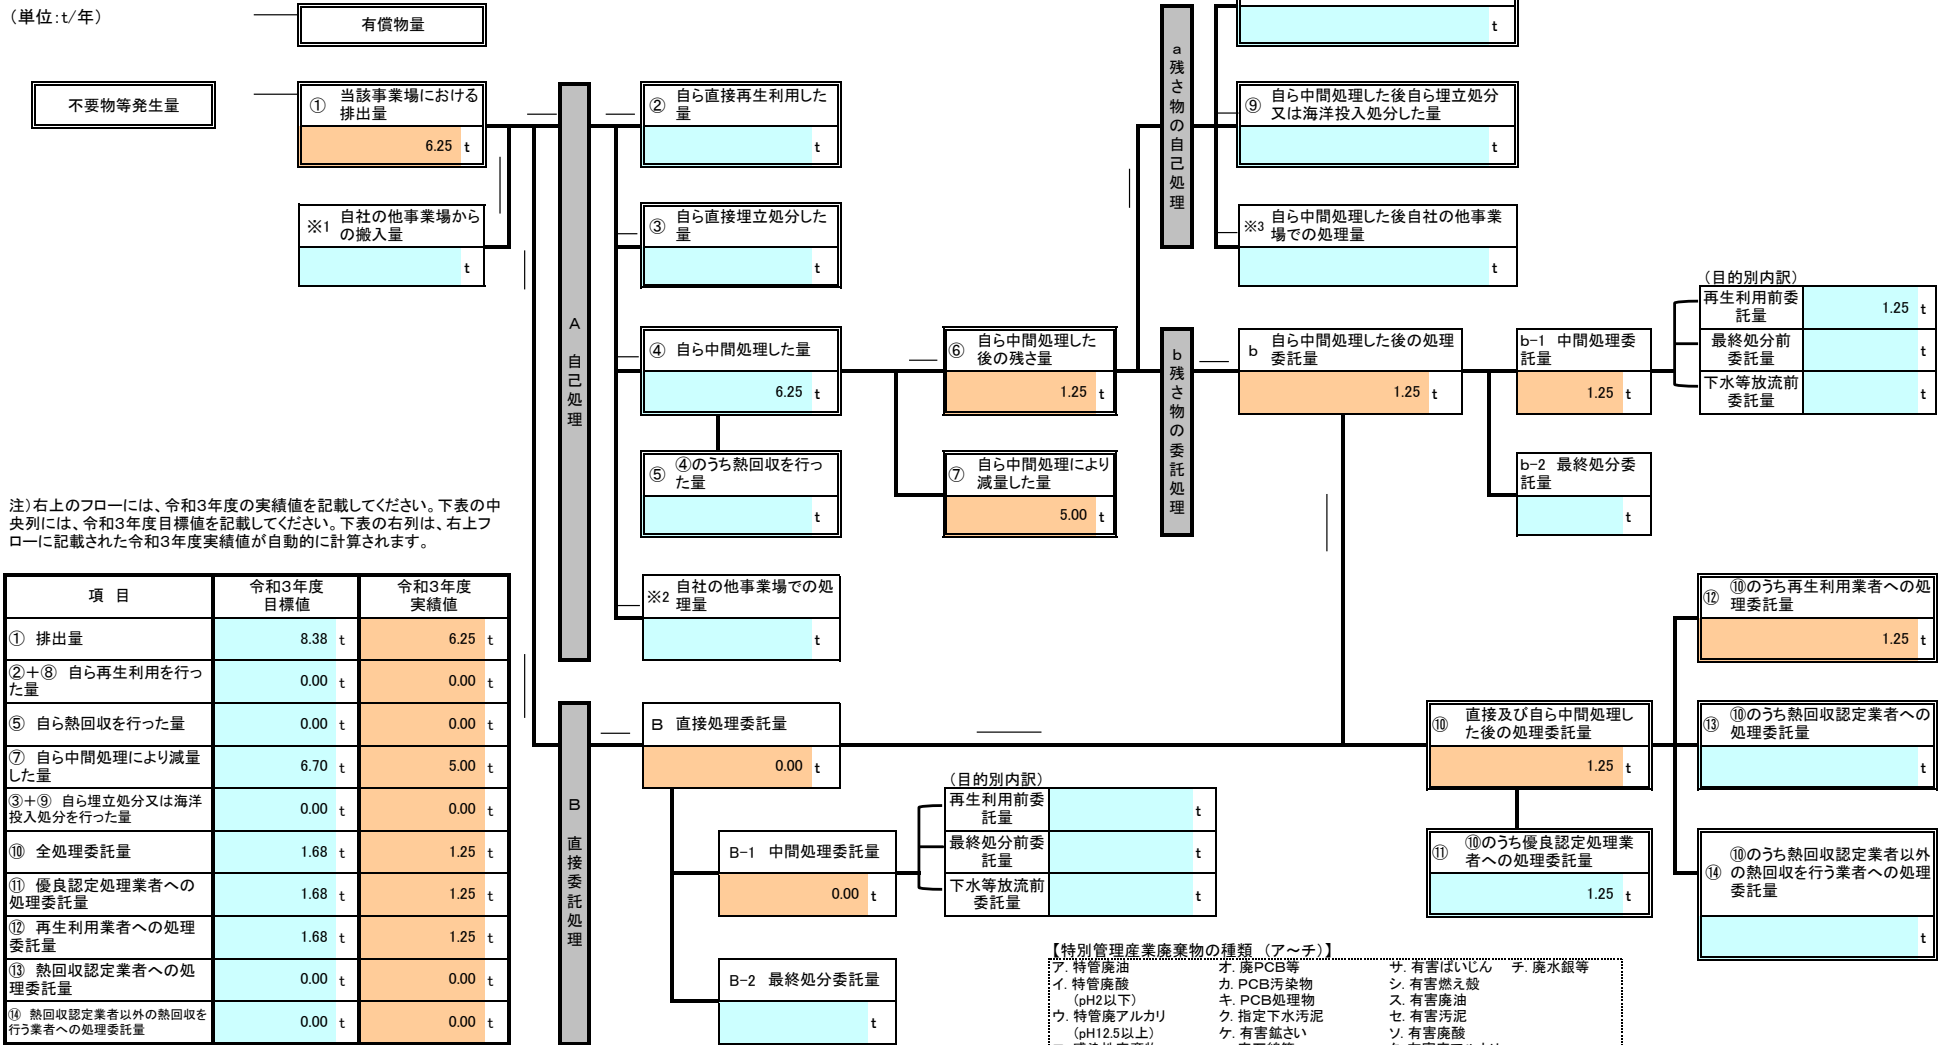 (単位:t/年)
有償物量
t
不要物等発生量
① 当該事業場における
排出量
6.25 t
※1 自社の他事業場から
の搬入量
t
A 自己処理
② 自ら直接再生利用した
量
t
③ 自ら直接埋立処分した
量
t
④ 自ら中間処理した量
6.25 t
⑤ ④のうち熱回収を行っ
た量
t
※2 自社の他事業場での処
理量
t
⑥ 自ら中間処理した
後の残さ量
1.25 t
⑦ 自ら中間処理により
減量した量
5.00 t
a 残さ物の自己処理
⑨ 自ら中間処理した後自ら埋立処分
又は海洋投入処分した量
t
※3 自ら中間処理した後自社の他事業
場での処理量
t
b 残さ物の委託処理
b 自ら中間処理した後の処理
委託量
1.25 t
b-1 中間処理委
託量
1.25 t
b-2 最終処分委
託量
t
(目的別内訳)
再生利用前委
託量
1.25 t
最終処分前
委託量
t
下水等放流前
委託量
t
注)右上のフローには、令和3年度の実績値を記載してください。下表の中
央列には、令和3年度目標値を記載してください。下表の右列は、右上フ
ローに記載された令和3年度実績値が自動的に計算されます。
項 目 令和3年度 目標値 令和3年度 実績値
① 排出量 8.38 t 6.25 t
②+⑧ 自ら再生利用を行っ
た量 0.00 t 0.00 t
⑤ 自ら熱回収を行った量 0.00 t 0.00 t
⑦ 自ら中間処理により減量
した量 6.70 t 5.00 t
③+⑨ 自ら埋立処分又は海洋
投入処分を行った量 0.00 t 0.00 t
⑩ 全処理委託量 1.68 t 1.25 t
⑪ 優良認定処理業者への
処理委託量 1.68 t 1.25 t
⑫ 再生利用業者への処理
委託量 1.68 t 1.25 t
⑬ 熱回収認定業者への処
理委託量 0.00 t 0.00 t
⑭ 熱回収認定業者以外の熱回収を
行う業者への処理委託量 0.00 t 0.00 t
B 直接委託処理
B 直接処理委託量
0.00 t
B-1 中間処理委託量
0.00 t
B-2 最終処分委託量
t
(目的別内訳)
再生利用前委
託量
t
最終処分前
委託量
t
下水等放流前
委託量
t
⑩ 直接及び自ら中間処理し
た後の処理委託量
1.25 t
⑪ ⑩のうち優良認定処理業
者への処理委託量
1.25 t
⑫ ⑩のうち再生利用業者への処
理委託量
1.25 t
⑬ ⑩のうち熱回収認定業者への
処理委託量
t
⑭ ⑩のうち熱回収認定業者以外
の熱回収を行う業者への処理
委託量
t
【特別管理産業廃棄物の種類 (ア~チ)】
ア. 特管廃油 オ. 廃PCB等 サ. 有害ばいじん チ. 廃水銀等
イ. 特管廃酸 カ. PCB汚染物 シ. 有害燃え殻
(pH2以下) キ. PCB処理物 ス. 有害廃油
ウ. 特管廃アルカリ ク. 指定下水汚泥 セ. 有害汚泥
(pH12.5以上) ケ. 有害鉱さい ソ. 有害廃酸